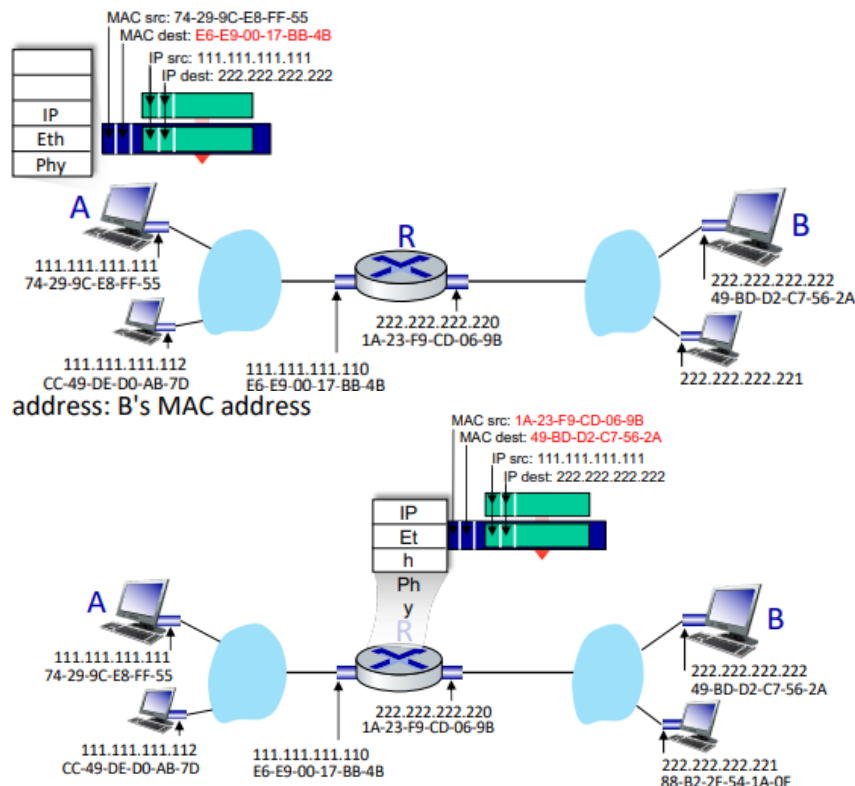 MAC src: 74-29-9C-E8-FF-55
MAC dest: E6-E9-00-17-BB-4B
IP src: 111.111.111.111
IP dest: 222.222.222.222
IP
Eth
Phy
A
R
B
111.111.111.111
74-29-9C-E8-FF-55
222.222.222.222
49-BD-D2-C7-56-2A
222.222.222.220
1A-23-F9-CD-06-9B
111.111.111.112
CC-49-DE-D0-AB-7D
111.111.111.110
E6-E9-00-17-BB-4B
222.222.222.221
address: B's MAC address
MAC src: 1A-23-F9-CD-06-9B
MAC dest: 49-BD-D2-C7-56-2A
IP src: 111.111.111.111
IP dest: 222.222.222.222
IP
Et
h
Ph
y
A
R
B
111.111.111.111
74-29-9C-E8-FF-55
222.222.222.222
49-BD-D2-C7-56-2A
222.222.222.220
1A-23-F9-CD-06-9B
111.111.111.112
CC-49-DE-D0-AB-7D
111.111.111.110
E6-E9-00-17-BB-4B
222.222.222.221
88-B2-2F-54-1A-0F